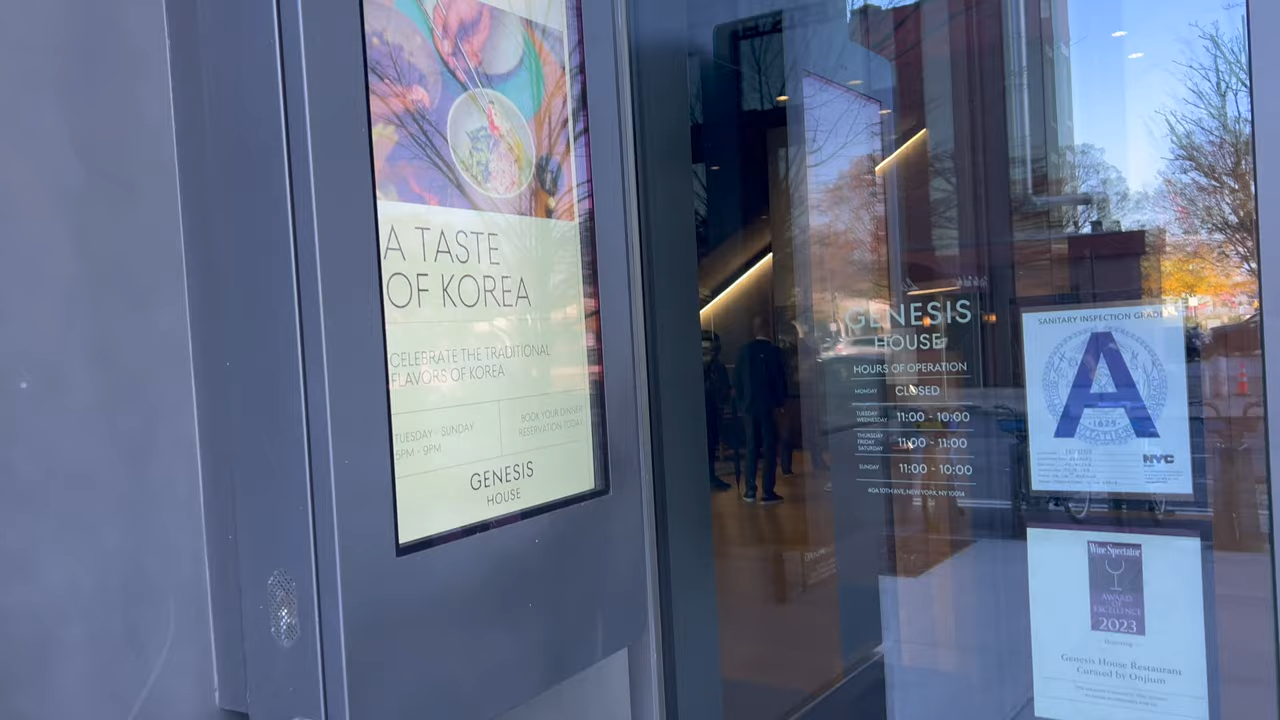 A TASTE
OF KOREA
CELEBRATE THE TRADITIONAL
FLAVORS OF KOREA
TUESDAY - SUNDAY
5PM - 9PM
BOOK YOUR DINNER
RESERVATION TODAY
GENESIS
HOUSE
GENESIS
HOUSE
HOURS OF OPERATION
MONDAY CLOSED
TUESDAY
WEDNESDAY 11:00 - 10:00
THURSDAY
FRIDAY
SATURDAY 11:00 - 11:00
SUNDAY 11:00 - 10:00
40A 10TH AVE, NEW YORK, NY 10014
SANITARY INSPECTION GRADE
A
1625
NYC
Wine Spectator
AWARD
OF
EXCELLENCE
2023
Genesis House Restaurant
Curated by Onjium